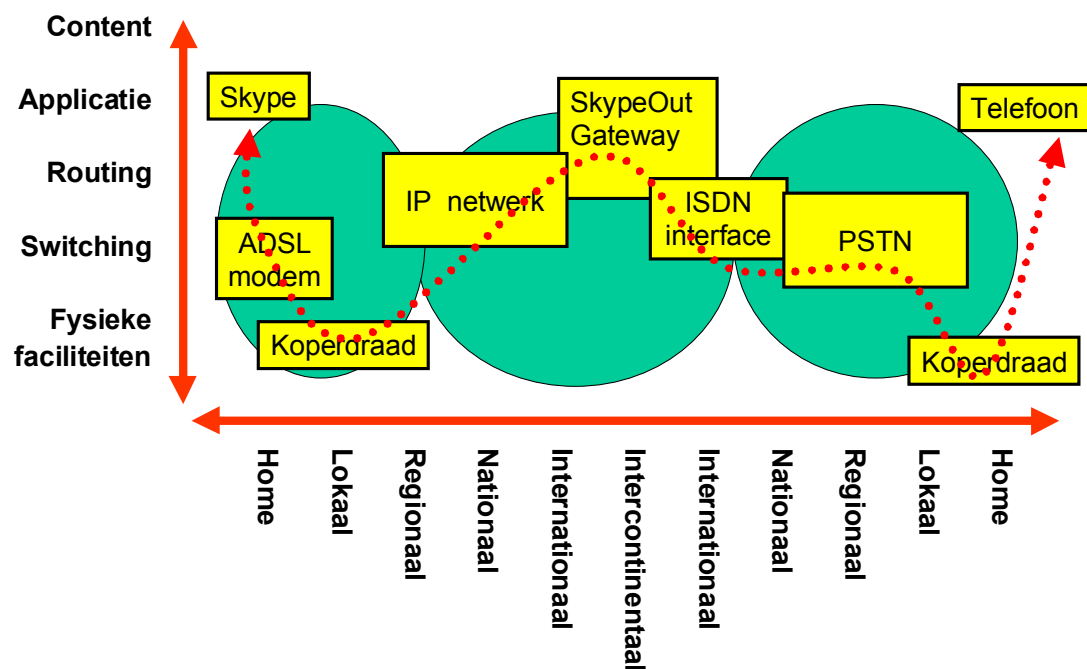 Content
Applicatie
Routing
Switching
Fysieke
faciliteiten
Skype
ADSL
modem
Koperdraad
IP netwerk
SkypeOut
Gateway
ISDN
interface
PSTN
Telefoon
Koperdraad
Home
Lokaal
Regionaal
Nationaal
Internationaal
Intercontinentaal
Internationaal
Nationaal
Regionaal
Lokaal
Home